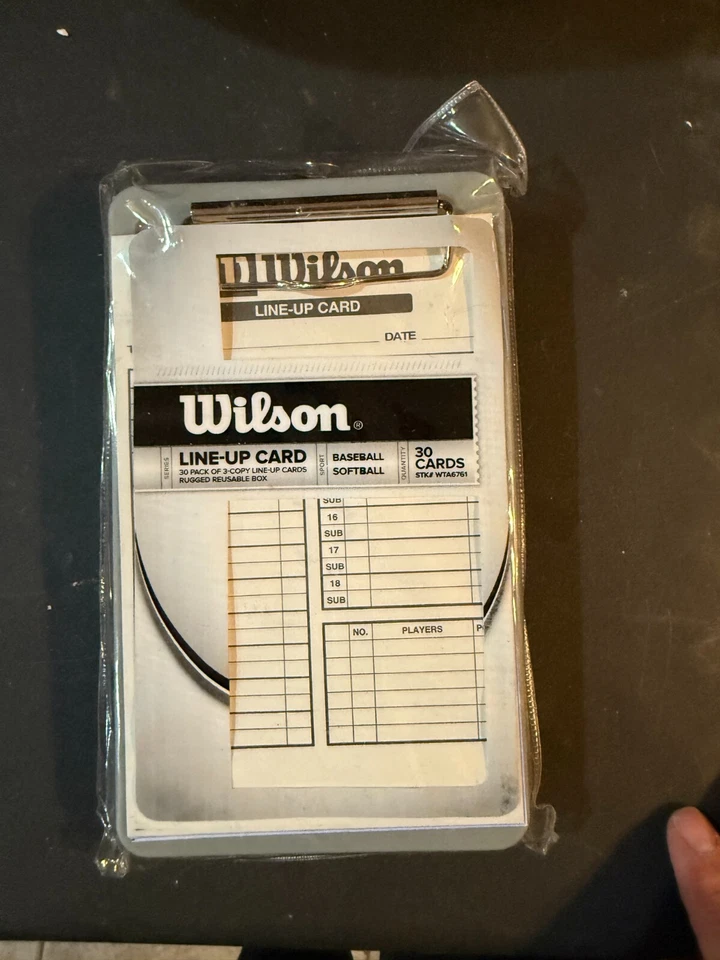 Wilson
LINE-UP CARD
DATE
Wilson®
SERIES
LINE-UP CARD
30 PACK OF 3-COPY LINE-UP CARDS
RUGGED REUSABLE BOX
SPORT
BASEBALL
SOFTBALL
QUANTITY
30
CARDS
STK# WTA6761
SUB
16
SUB
17
SUB
18
SUB
NO. PLAYERS P